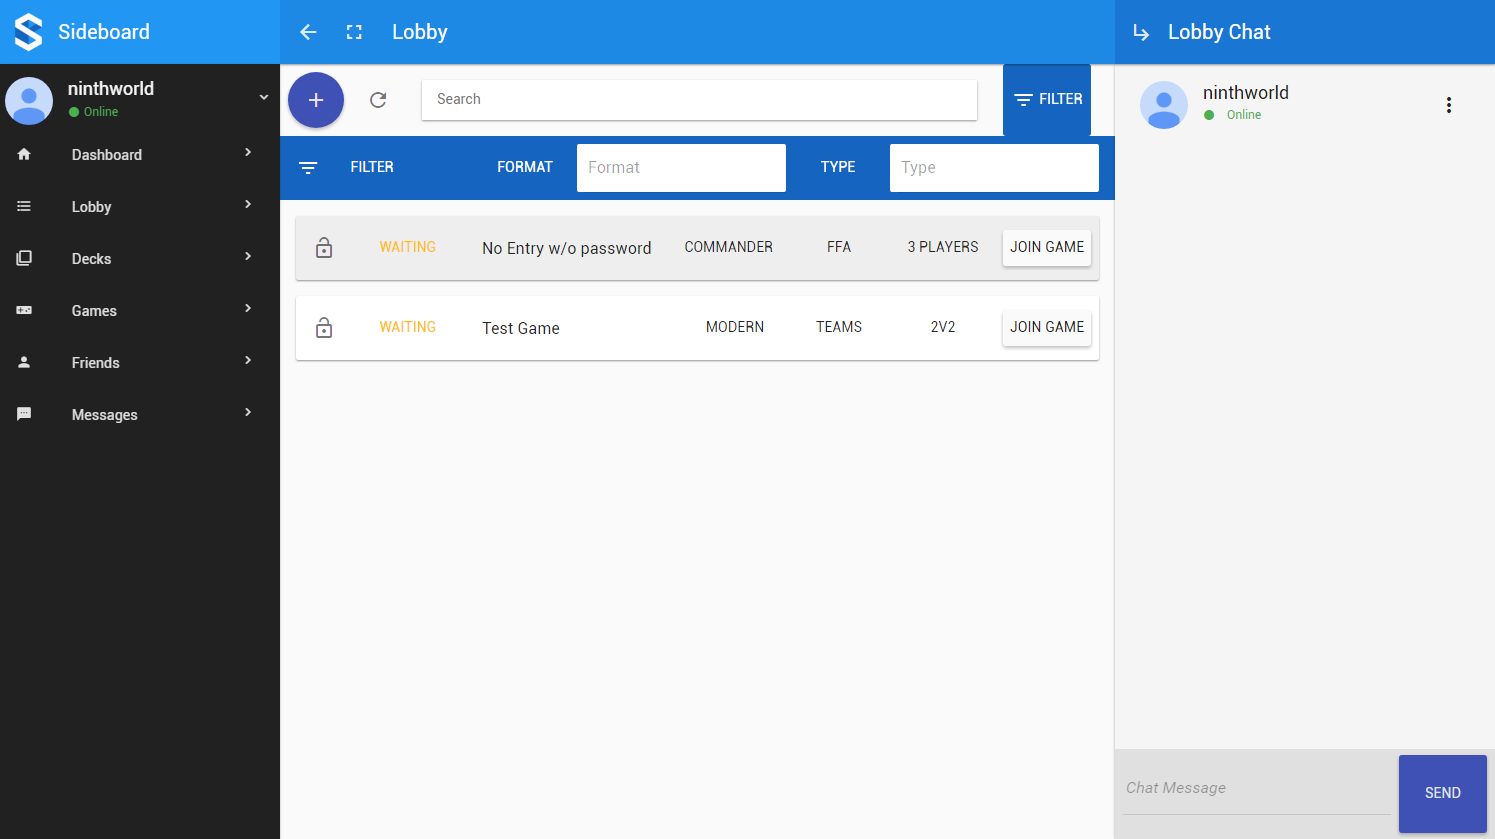 Sideboard
ninthworld
Online
Dashboard
Lobby
Decks
Games
Friends
Messages
Lobby
Search
FILTER
FILTER FORMAT Format TYPE Type
WAITING No Entry w/o password COMMANDER FFA 3 PLAYERS JOIN GAME
WAITING Test Game MODERN TEAMS 2V2 JOIN GAME
Lobby Chat
ninthworld
Online
Chat Message
SEND